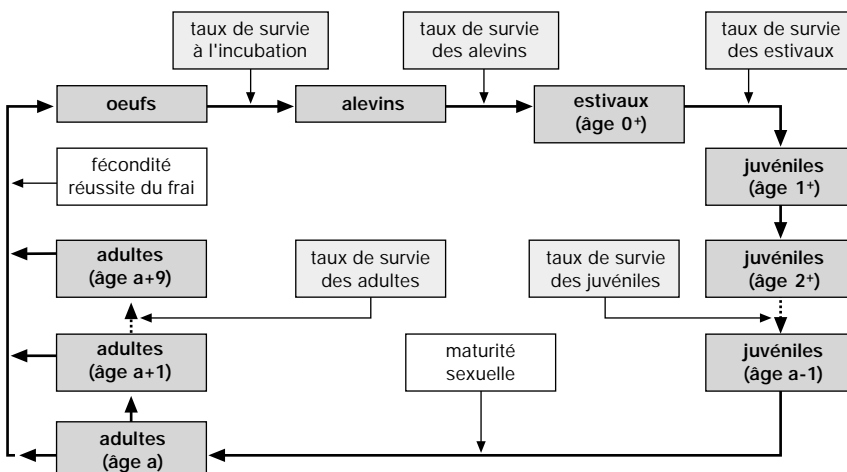 taux de survie
à l'incubation
taux de survie
des alevins
taux de survie
des estivaux
oeufs
alevins
estivaux
(âge 0+)
fécondité
réussite du frai
juvéniles
(âge 1+)
adultes
(âge a+9)
taux de survie
des adultes
taux de survie
des juvéniles
juvéniles
(âge 2+)
adultes
(âge a+1)
maturité
sexuelle
juvéniles
(âge a-1)
adultes
(âge a)